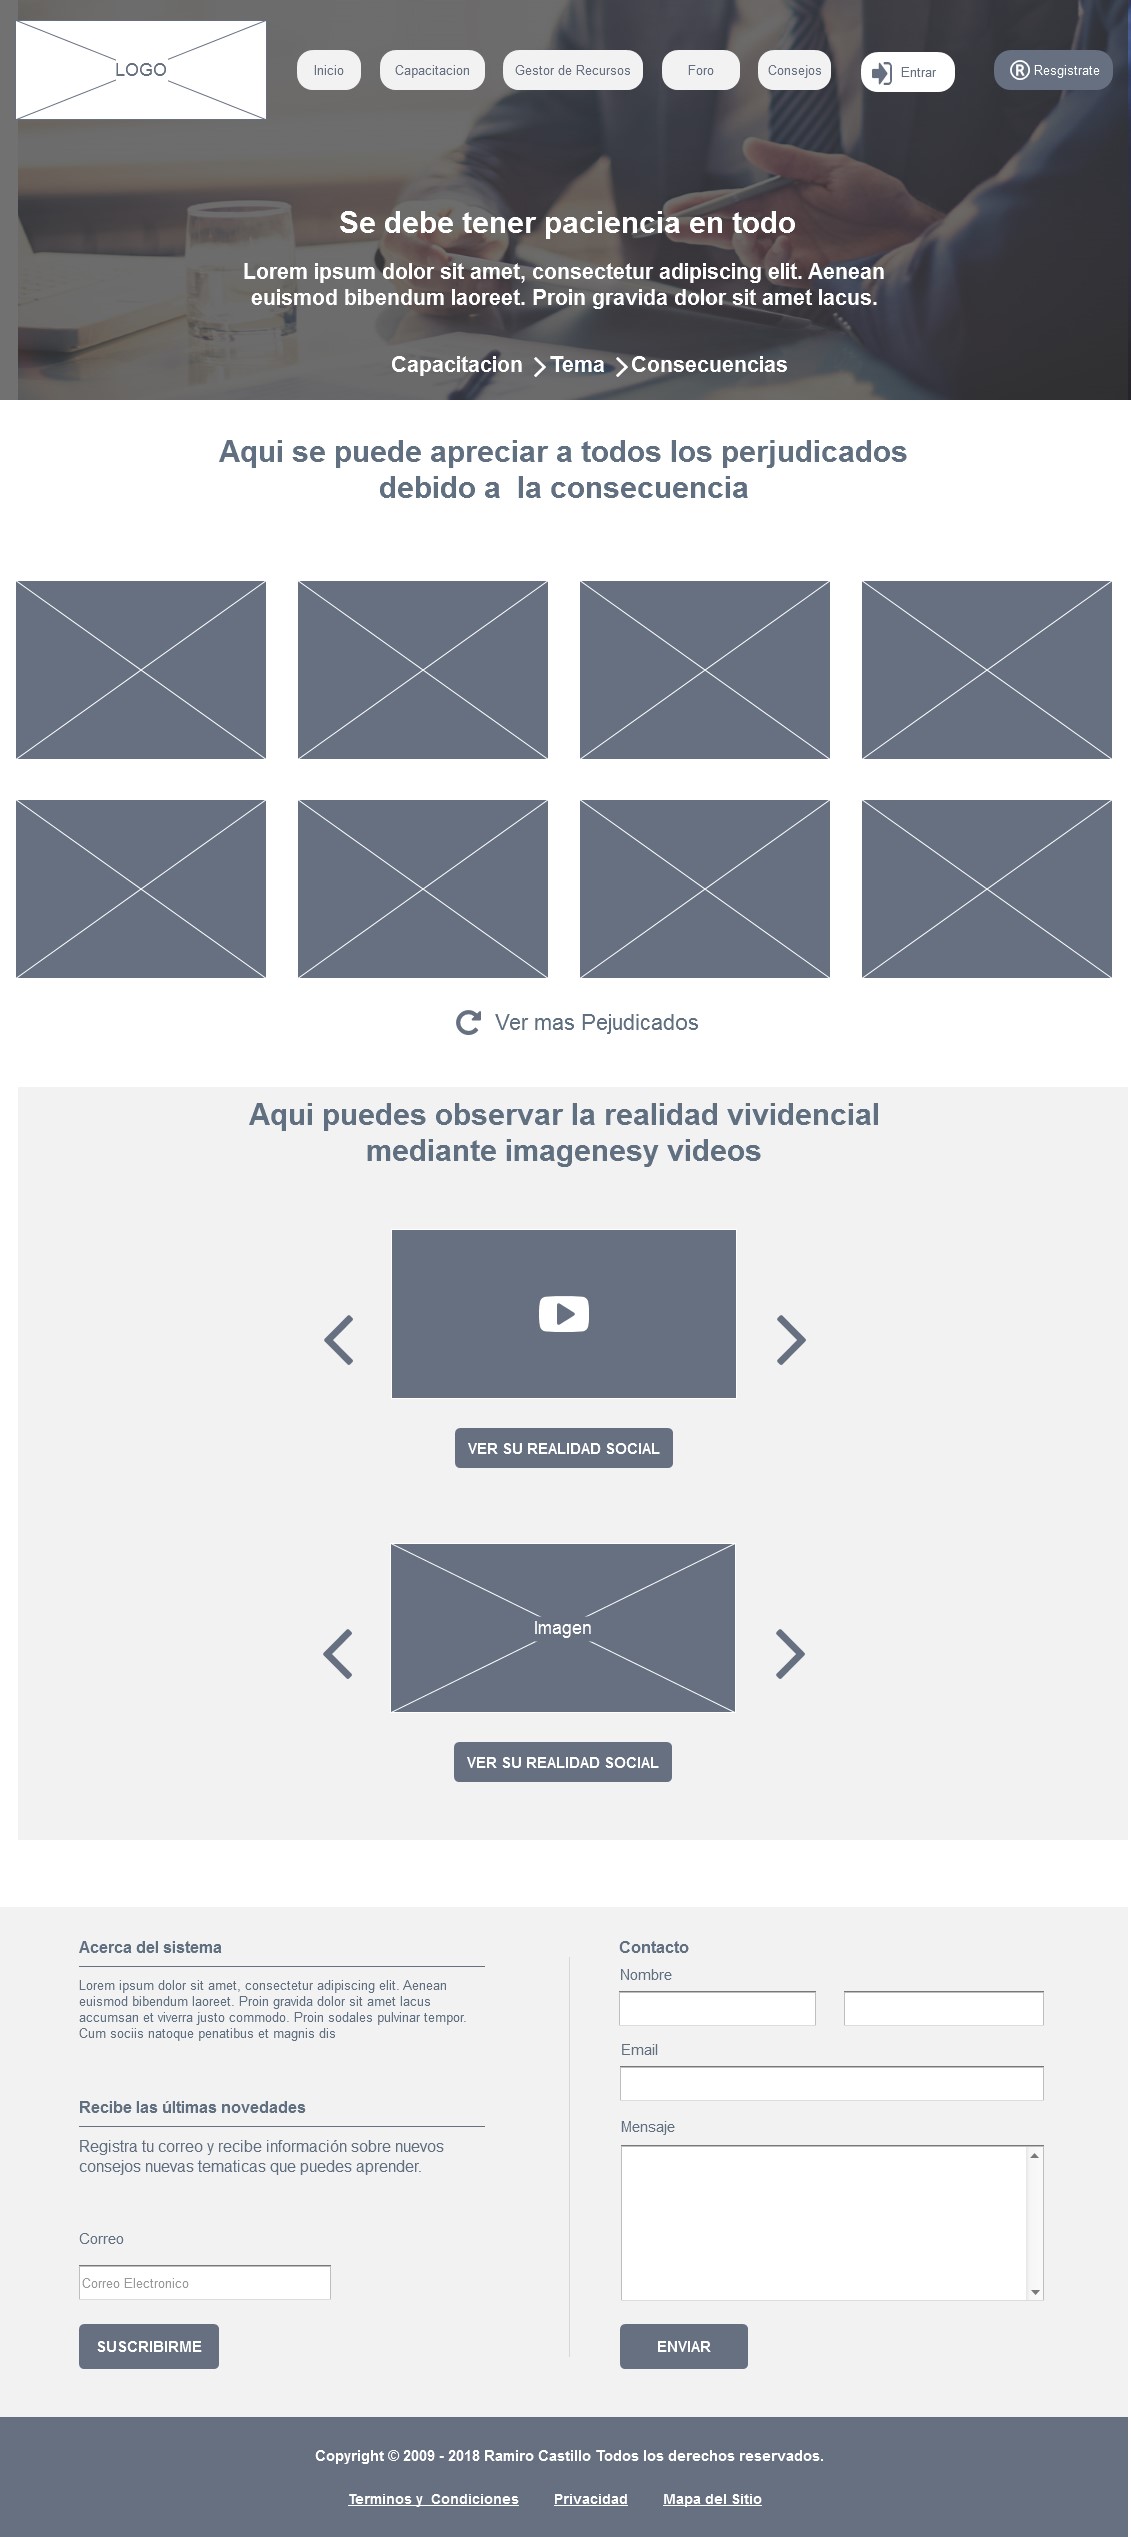 LOGO
Inicio
Capacitacion
Gestor de Recursos
Foro
Consejos
Entrar
® Resgistrate
Se debe tener paciencia en todo
Lorem ipsum dolor sit amet, consectetur adipiscing elit. Aenean
euismod bibendum laoreet. Proin gravida dolor sit amet lacus.
Capacitacion > Tema > Consecuencias
Aqui se puede apreciar a todos los perjudicados
debido a  la consecuencia
Ver mas Pejudicados
Aqui puedes observar la realidad vividencial
mediante imagenesy videos
VER SU REALIDAD SOCIAL
Imagen
VER SU REALIDAD SOCIAL
Acerca del sistema
Lorem ipsum dolor sit amet, consectetur adipiscing elit. Aenean
euismod bibendum laoreet. Proin gravida dolor sit amet lacus
accumsan et viverra justo commodo. Proin sodales pulvinar tempor.
Cum sociis natoque penatibus et magnis dis
Recibe las últimas novedades
Registra tu correo y recibe información sobre nuevos
consejos nuevas tematicas que puedes aprender.
Correo
Correo Electronico
SUSCRIBIRME
Contacto
Nombre
Email
Mensaje
ENVIAR
Copyright © 2009 - 2018 Ramiro Castillo Todos los derechos reservados.
Terminos y  Condiciones
Privacidad
Mapa del Sitio